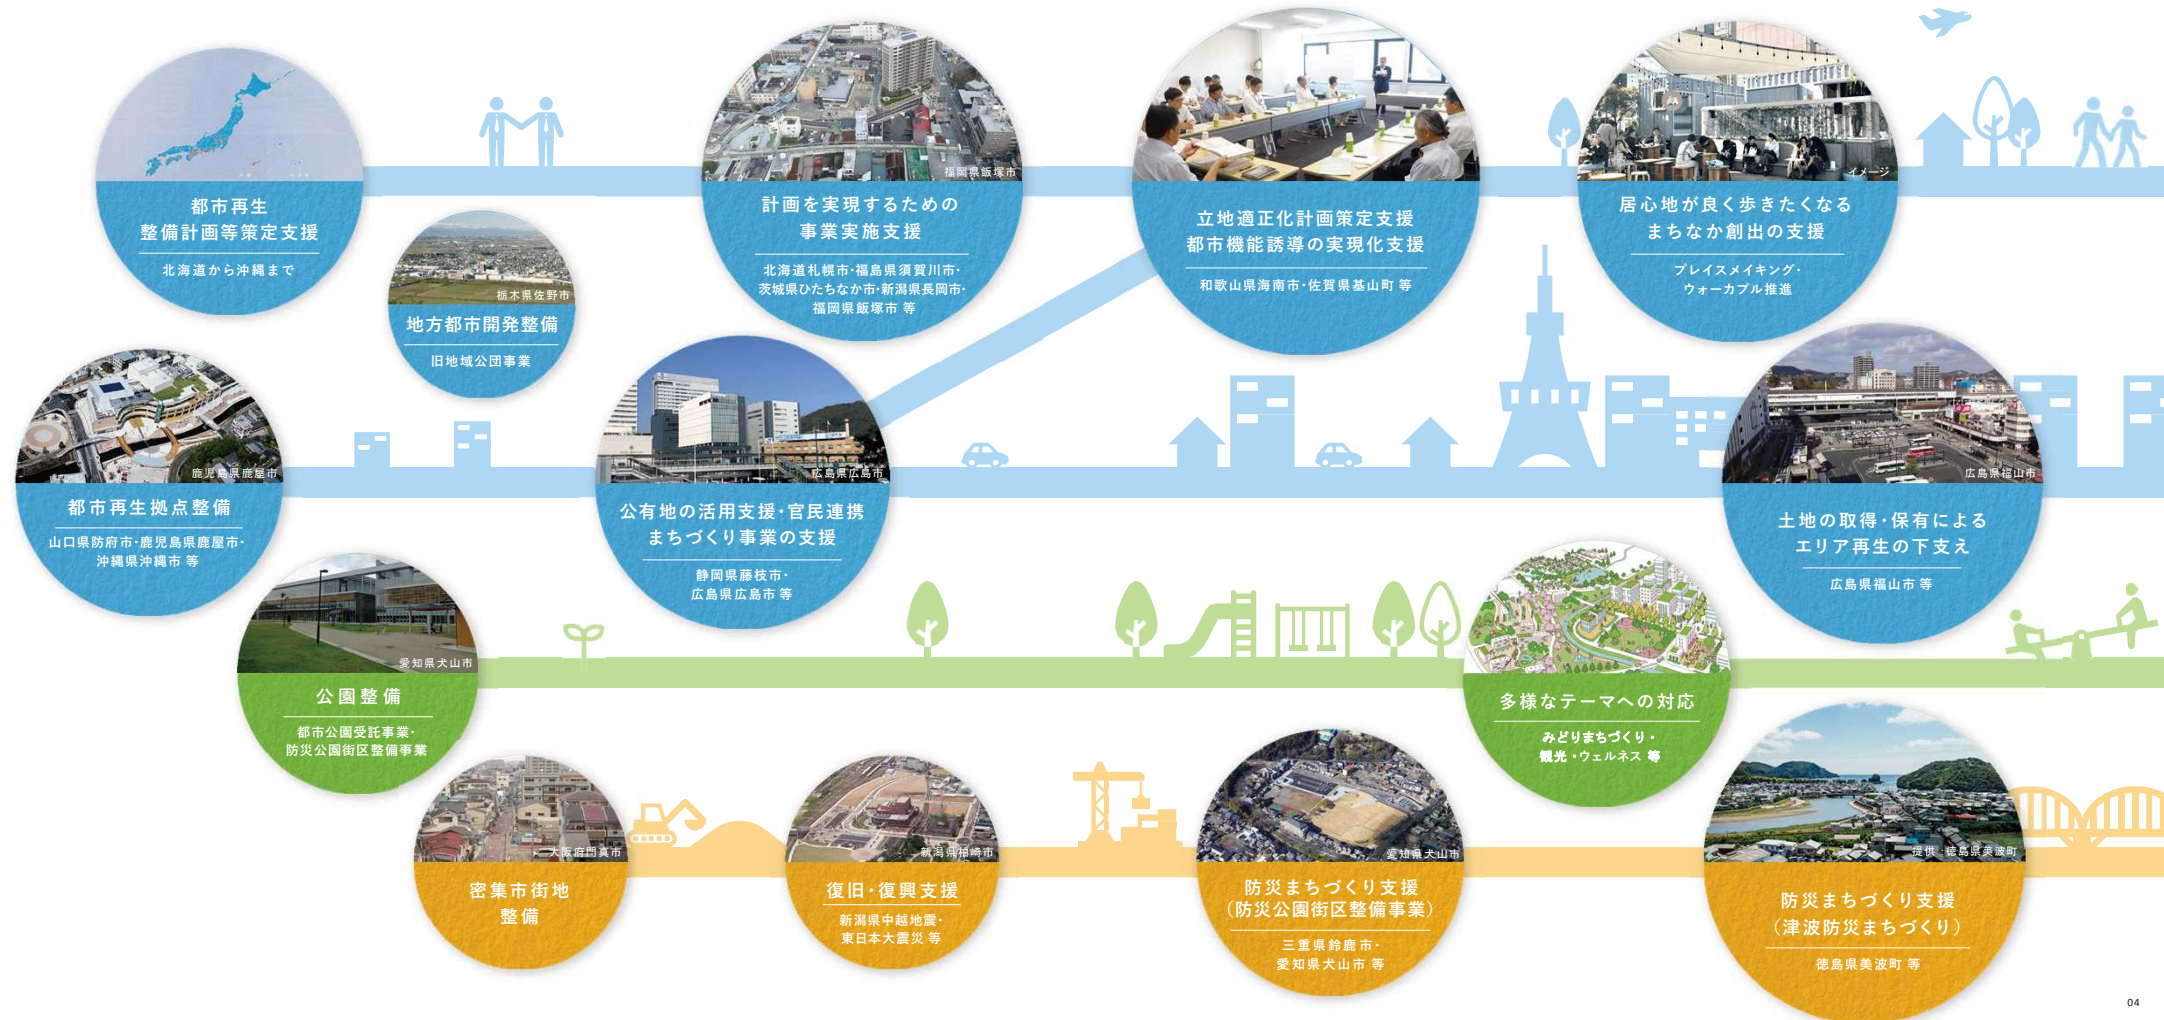 都市再生
整備計画等策定支援
北海道から沖縄まで
栃木県佐野市
地方都市開発整備
旧地域公団事業
福岡県飯塚市
計画を実現するための
事業実施支援
北海道札幌市・福島県須賀川市・
茨城県ひたちなか市・新潟県長岡市・
福岡県飯塚市 等
立地適正化計画策定支援
都市機能誘導の実現化支援
和歌山県海南市・佐賀県基山町 等
イメージ
居心地が良く歩きたくなる
まちなか創出の支援
プレイスメイキング・
ウォーカブル推進
鹿児島県鹿屋市
都市再生拠点整備
山口県防府市・鹿児島県鹿屋市・
沖縄県沖縄市 等
広島県広島市
公有地の活用支援・官民連携
まちづくり事業の支援
静岡県藤枝市・
広島県広島市 等
広島県福山市
土地の取得・保有による
エリア再生の下支え
広島県福山市 等
愛知県犬山市
公園整備
都市公園受託事業・
防災公園街区整備事業
多様なテーマへの対応
みどりまちづくり・
観光・ウェルネス 等
大阪府門真市
密集市街地
整備
新潟県柏崎市
復旧・復興支援
新潟県中越地震・
東日本大震災 等
愛知県犬山市
防災まちづくり支援
（防災公園街区整備事業）
三重県鈴鹿市・
愛知県犬山市 等
提供：徳島県美波町
防災まちづくり支援
（津波防災まちづくり）
徳島県美波町 等
04